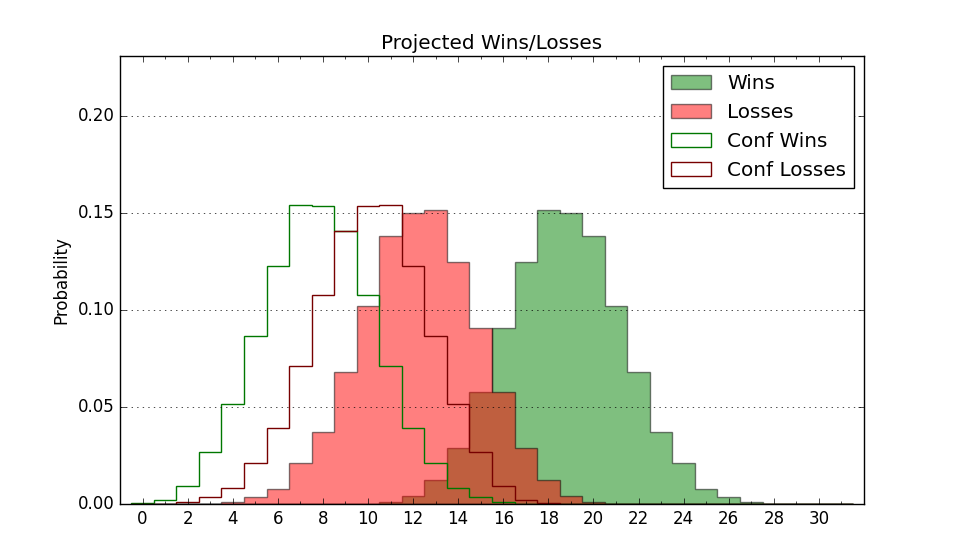 Projected Wins/Losses
Wins
Losses
Conf Wins
Conf Losses
Probability
0.20
0.15
0.10
0.05
0.00
0 2 4 6 8 10 12 14 16 18 20 22 24 26 28 30